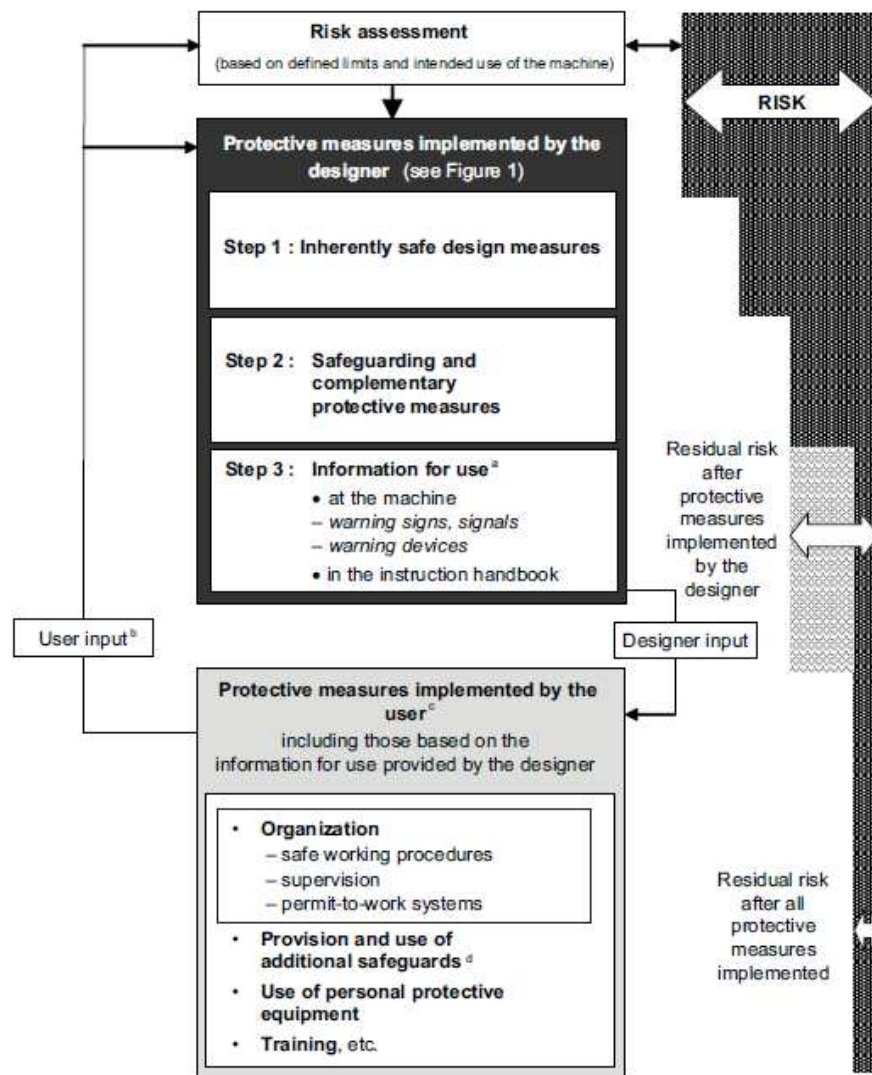 Risk assessment
(based on defined limits and intended use of the machine)
RISK
Protective measures implemented by the
designer (see Figure 1)
Step 1 : Inherently safe design measures
Step 2 : Safeguarding and
complementary
protective measures
Step 3 : Information for use a
• at the machine
– warning signs, signals
– warning devices
• in the instruction handbook
Residual risk
after
protective
measures
implemented
by the
designer
User input b
Designer input
Protective measures implemented by the
user c
including those based on the
information for use provided by the designer
• Organization
– safe working procedures
– supervision
– permit-to-work systems
• Provision and use of
additional safeguards d
• Use of personal protective
equipment
• Training, etc.
Residual risk
after all
protective
measures
implemented